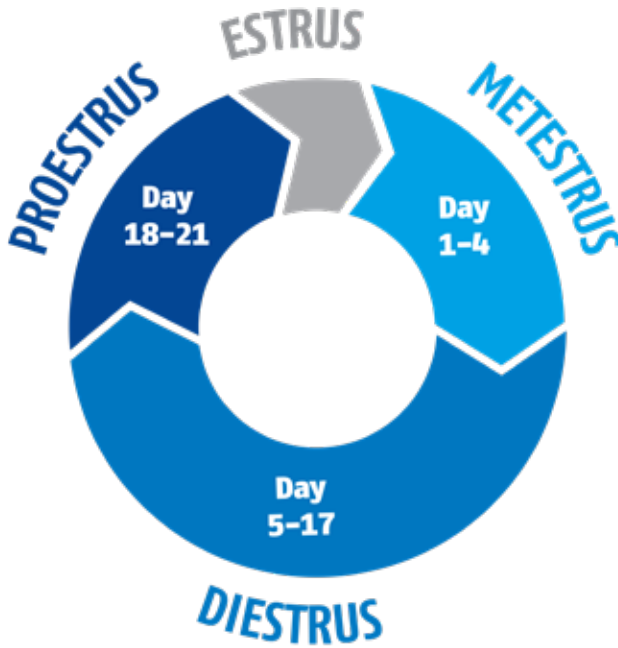 ESTRUS
PROESTRUS
METESTRUS
Day
18–21
Day
1–4
Day
5–17
DIESTRUS